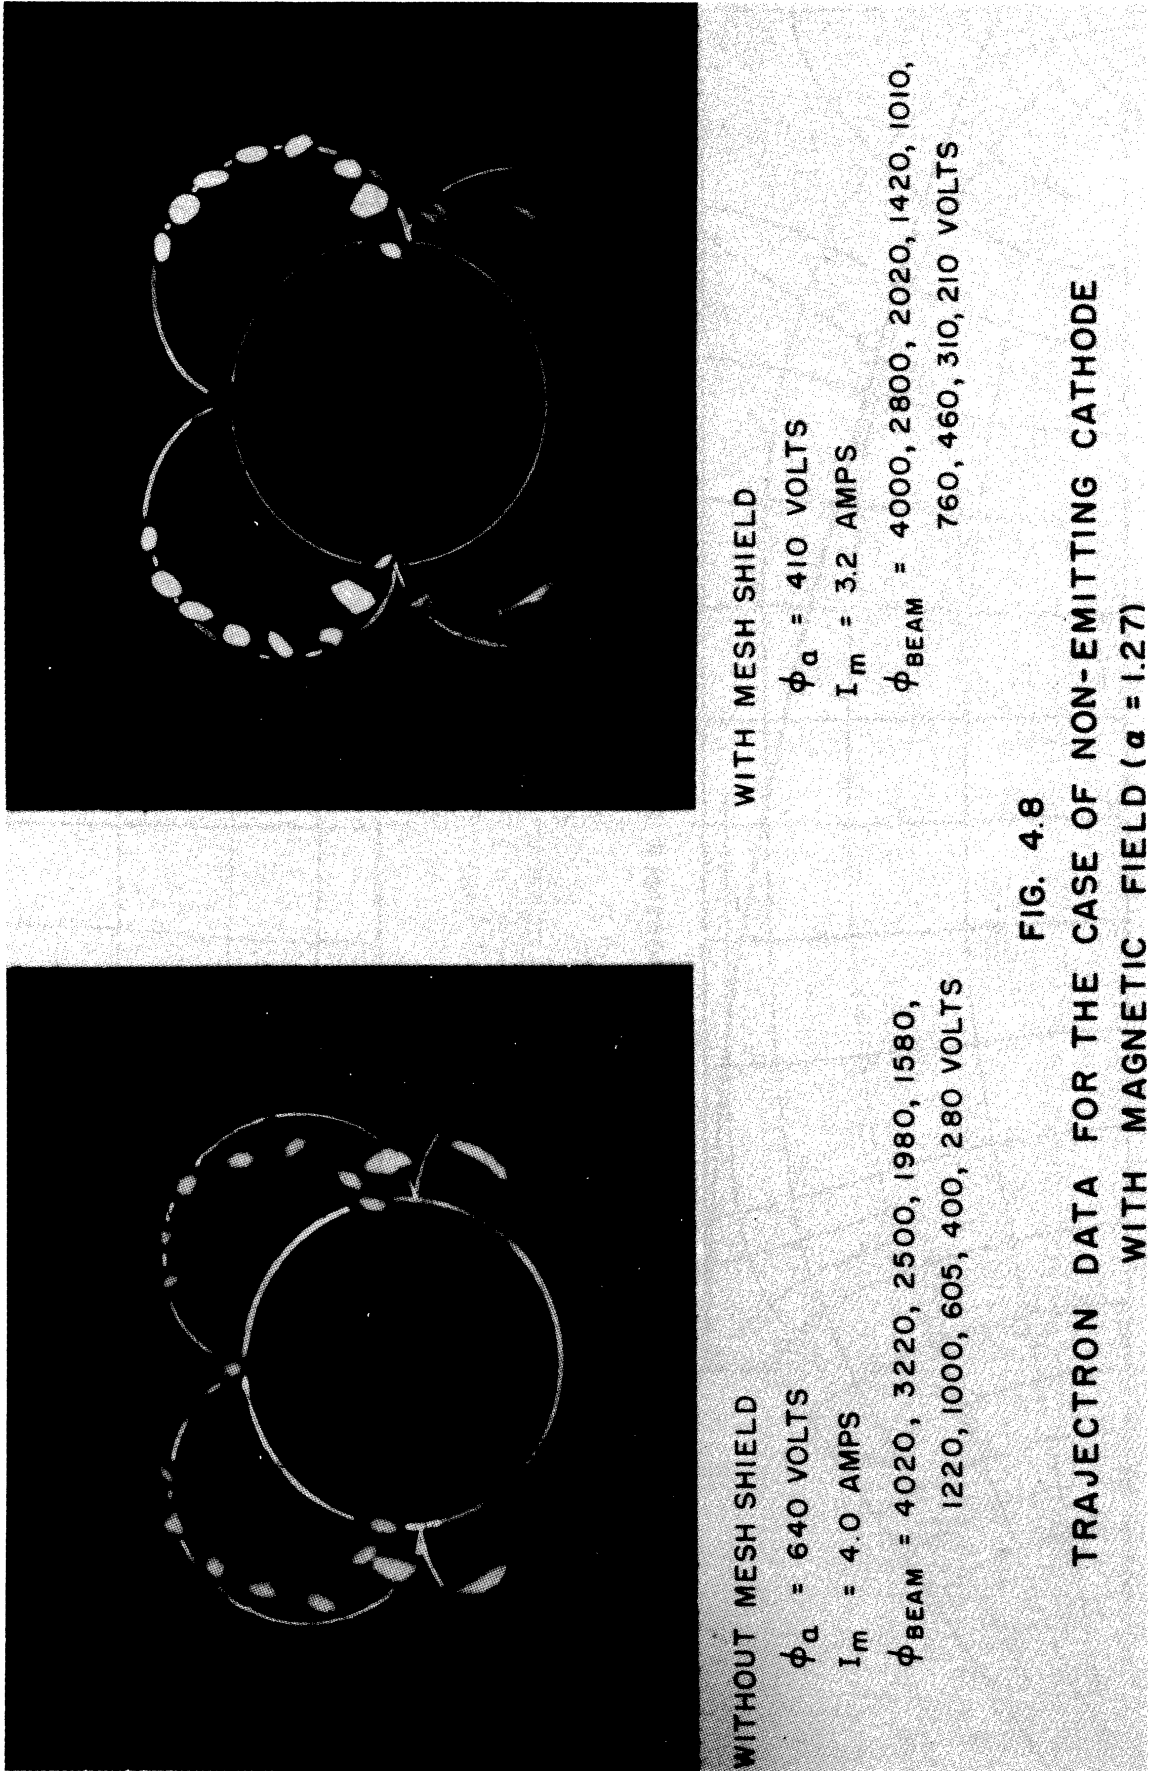 WITHOUT MESH SHIELD
ϕa = 640 VOLTS
Im = 4.0 AMPS
ϕBEAM = 4020, 3220, 2500, 1980, 1580,
1220, 1000, 605, 400, 280 VOLTS
WITH MESH SHIELD
ϕa = 410 VOLTS
Im = 3.2 AMPS
ϕBEAM = 4000, 2800, 2020, 1420, 1010,
760, 460, 310, 210 VOLTS
FIG. 4.8
TRAJECTRON DATA FOR THE CASE OF NON-EMITTING CATHODE
WITH MAGNETIC FIELD (a = 1.27)